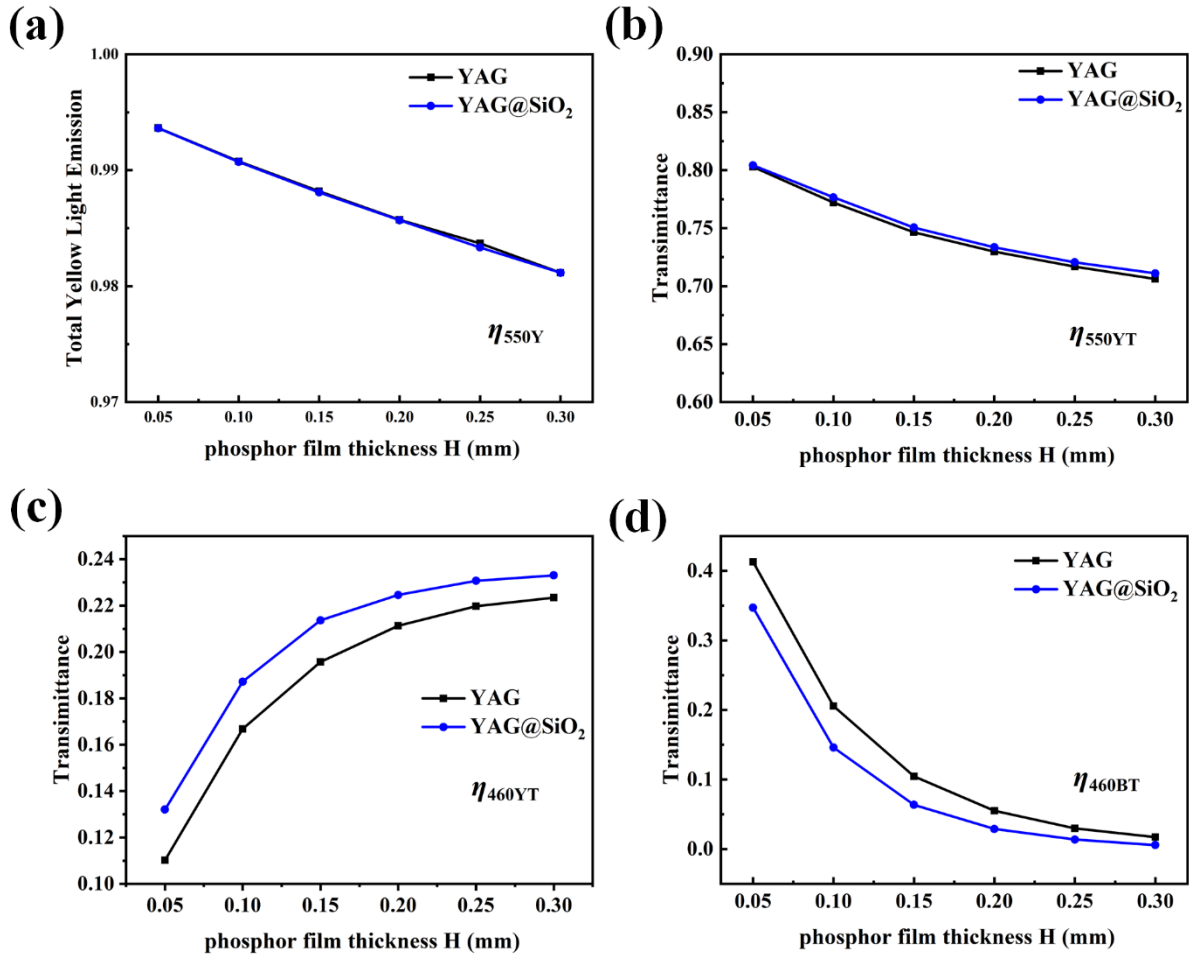 (a)
1.00
0.99
0.98
0.97
Total Yellow Light Emission
YAG
YAG@SiO₂
η550Y
0.05 0.10 0.15 0.20 0.25 0.30
phosphor film thickness H (mm)
(b)
0.90
0.85
0.80
0.75
0.70
0.65
0.60
Transimittance
YAG
YAG@SiO₂
η550YT
0.05 0.10 0.15 0.20 0.25 0.30
phosphor film thickness H (mm)
(c)
0.24
0.22
0.20
0.18
0.16
0.14
0.12
0.10
Transimittance
YAG
YAG@SiO₂
η460YT
0.05 0.10 0.15 0.20 0.25 0.30
phosphor film thickness H (mm)
(d)
0.4
0.3
0.2
0.1
0.0
Transimittance
YAG
YAG@SiO₂
η460BT
0.05 0.10 0.15 0.20 0.25 0.30
phosphor film thickness H (mm)